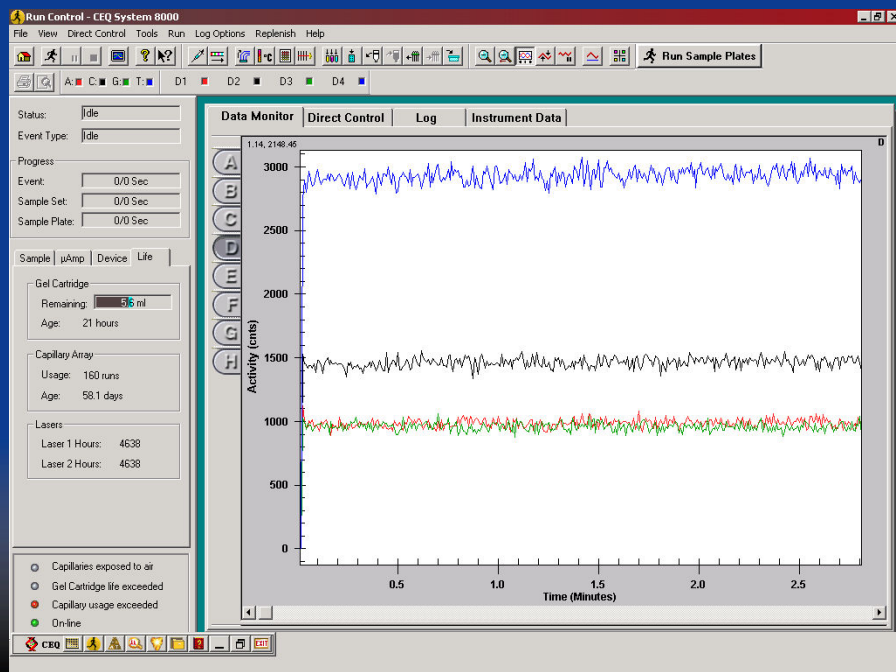 Run Control - CEQ System 8000
File View Direct Control Tools Run Log Options Replenish Help
Run Sample Plates
A: C: G: T: D1 D2 D3 D4
Status: Idle
Event Type: Idle
Progress
Event: 0/0 Sec
Sample Set: 0/0 Sec
Sample Plate: 0/0 Sec
Sample µAmp Device Life
Gel Cartridge
Remaining: 5.6 ml
Age: 21 hours
Capillary Array
Usage: 160 runs
Age: 58.1 days
Lasers
Laser 1 Hours: 4638
Laser 2 Hours: 4638
Capillaries exposed to air
Gel Cartridge life exceeded
Capillary usage exceeded
On-line
Data Monitor Direct Control Log Instrument Data
1.14, 2148.46 D
A
B
C
D
E
F
G
H
Activity (cnts)
3000
2500
2000
1500
1000
500
0
0.5 1.0 1.5 2.0 2.5
Time (Minutes)
CEQ EXIT